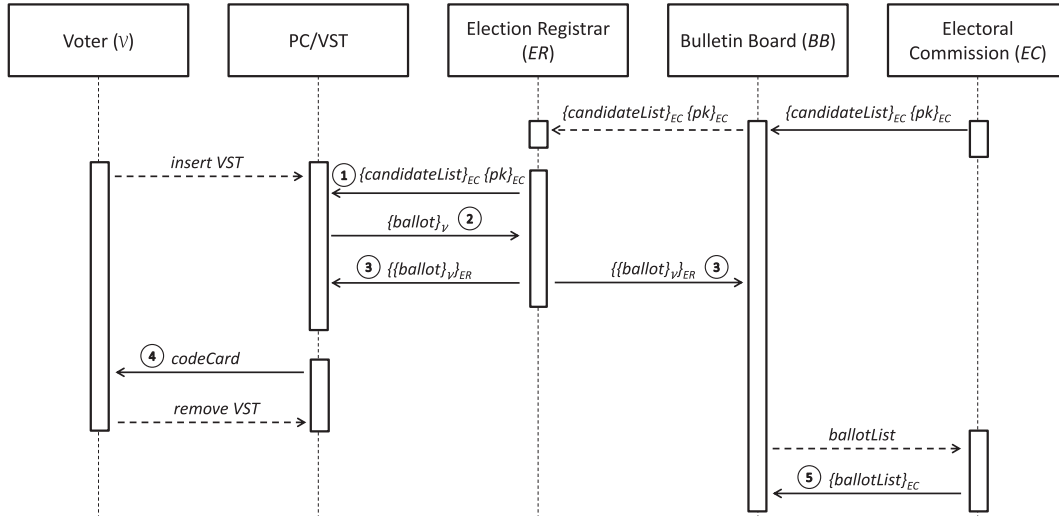 Voter (𝒱)
PC/VST
Election Registrar
(ER)
Bulletin Board (BB)
Electoral
Commission (EC)
{candidateList}EC {pk}EC
{candidateList}EC {pk}EC
insert VST
1 {candidateList}EC {pk}EC
{ballot}𝒱 2
3 {{ballot}𝒱}ER
{{ballot}𝒱}ER 3
4 codeCard
remove VST
ballotList
5 {ballotList}EC